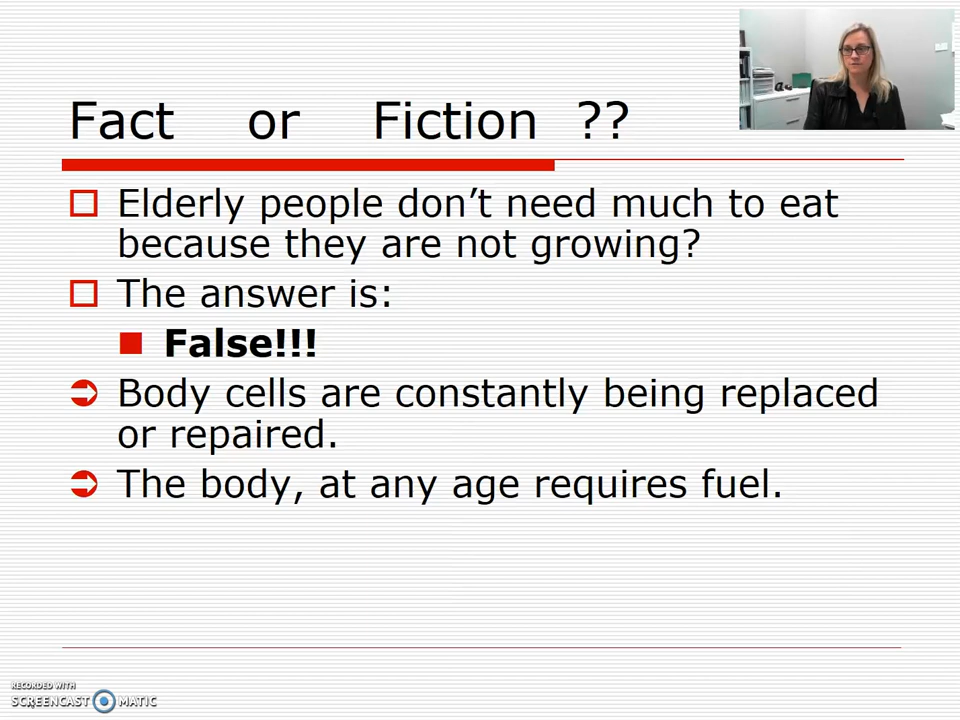 Fact or Fiction ??
Elderly people don't need much to eat
because they are not growing?
The answer is:
False!!!
Body cells are constantly being replaced
or repaired.
The body, at any age requires fuel.
RECORDED WITH
SCREENCAST MATIC